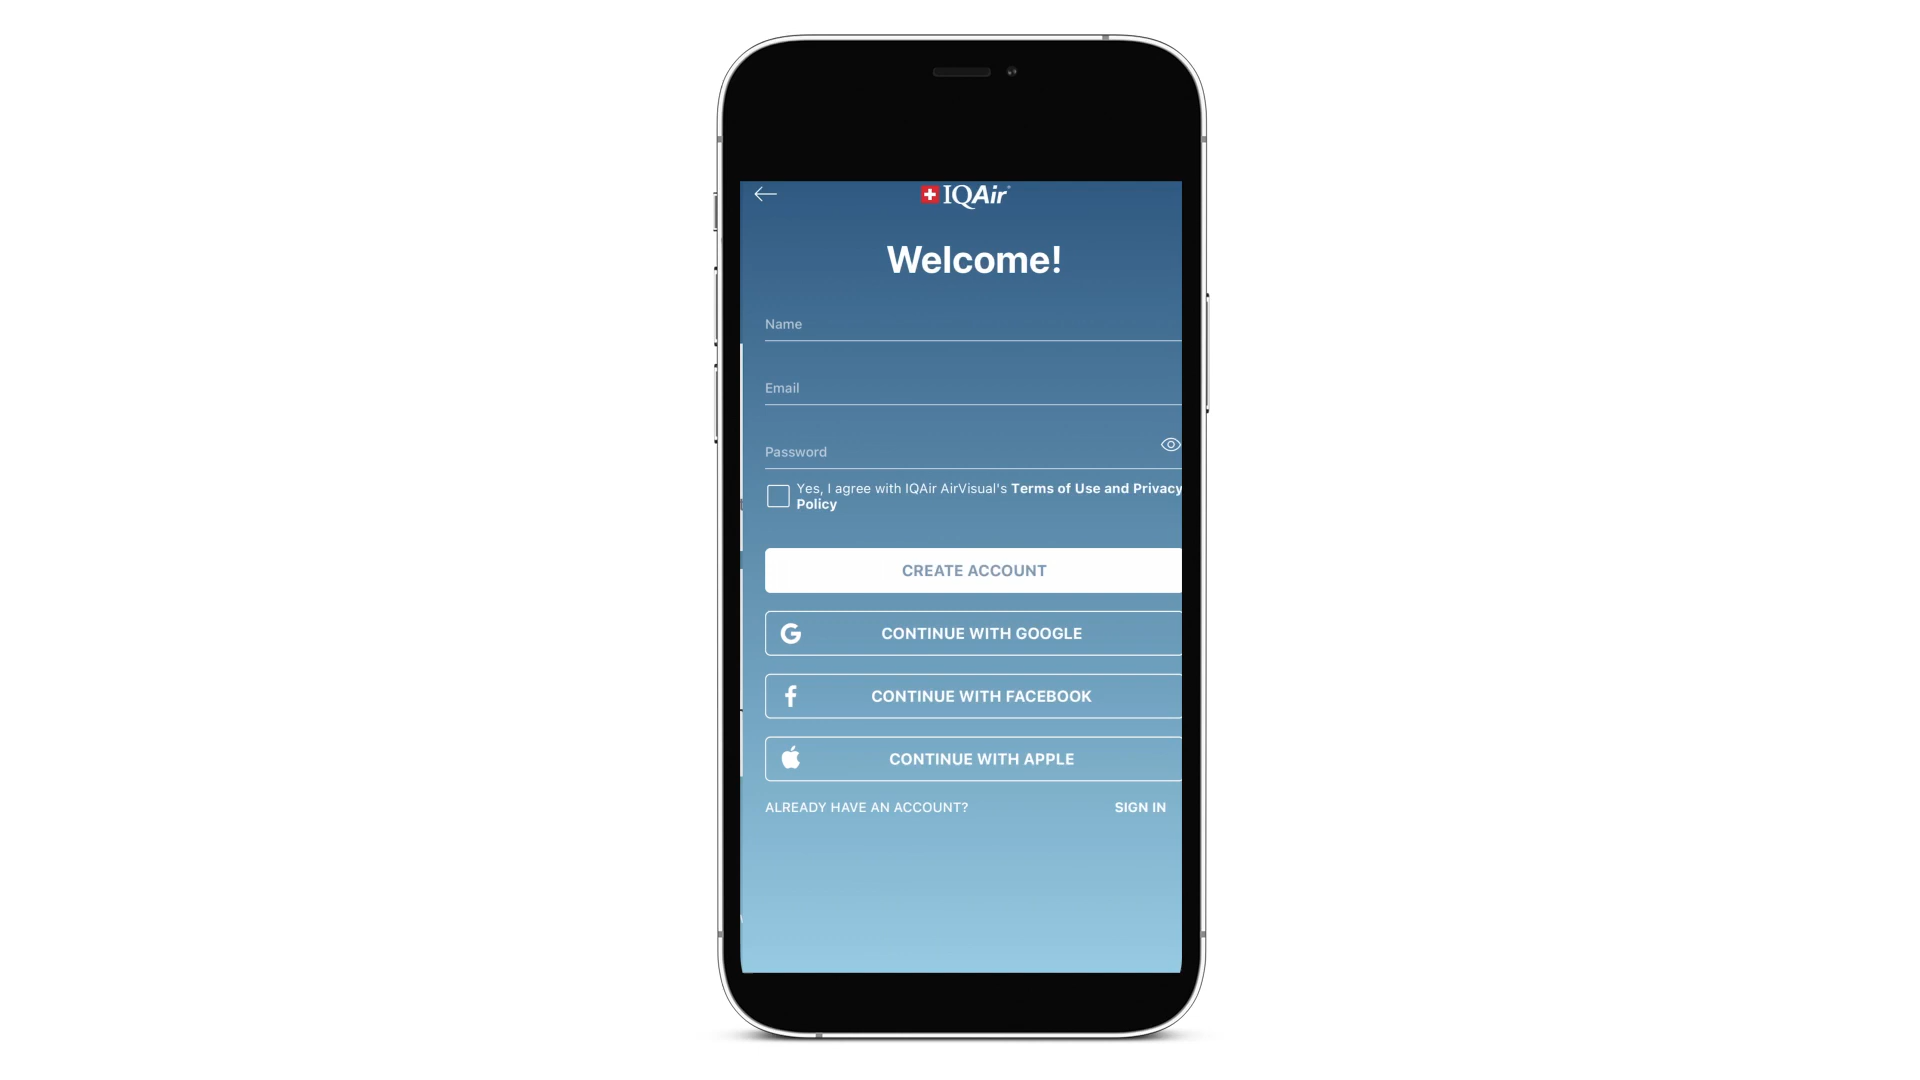 IQAir
Welcome!
Name
Email
Password
Yes, I agree with IQAir AirVisual's Terms of Use and Privacy
Policy
CREATE ACCOUNT
CONTINUE WITH GOOGLE
CONTINUE WITH FACEBOOK
CONTINUE WITH APPLE
ALREADY HAVE AN ACCOUNT? SIGN IN